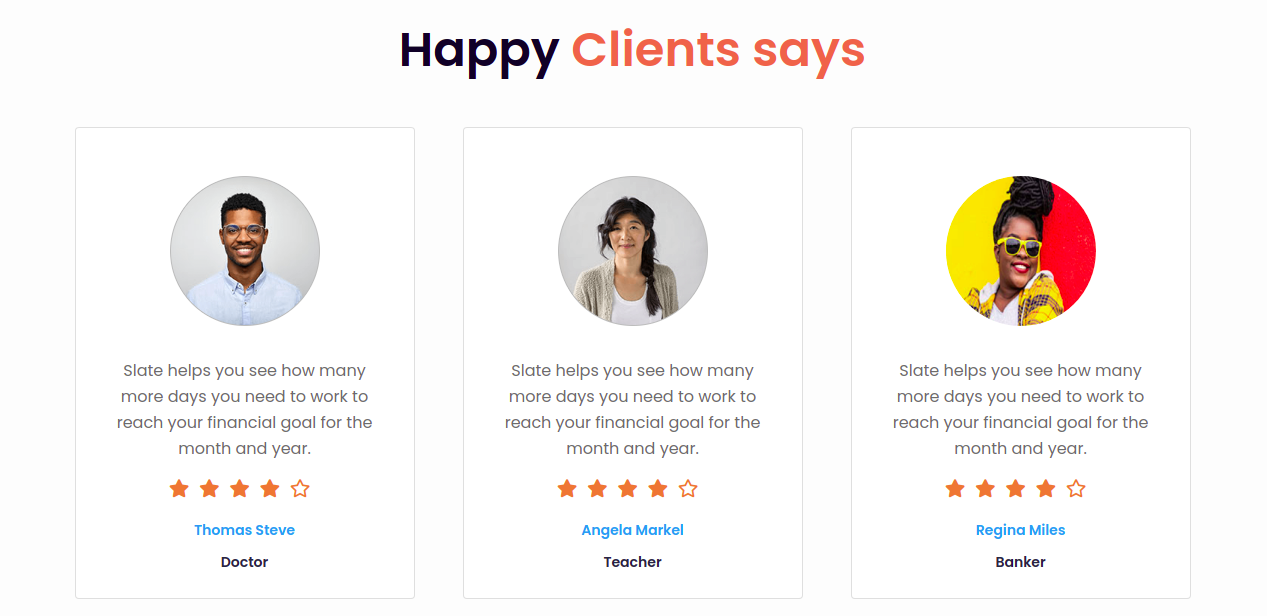 Happy Clients says
Slate helps you see how many
more days you need to work to
reach your financial goal for the
month and year.
Thomas Steve
Doctor
Slate helps you see how many
more days you need to work to
reach your financial goal for the
month and year.
Angela Markel
Teacher
Slate helps you see how many
more days you need to work to
reach your financial goal for the
month and year.
Regina Miles
Banker